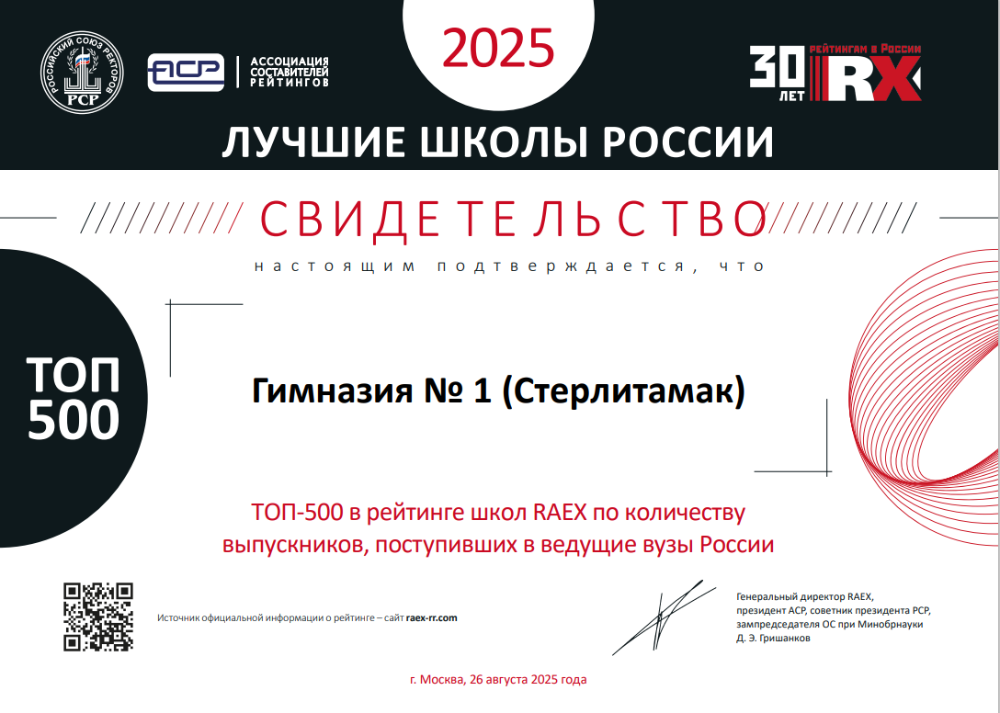 2025
РОССИЙСКИЙ СОЮЗ РЕКТОРОВ
РСР
АСР
АССОЦИАЦИЯ
СОСТАВИТЕЛЕЙ
РЕЙТИНГОВ
30
ЛЕТ
РЕЙТИНГАМ В РОССИИ
RX
ЛУЧШИЕ ШКОЛЫ РОССИИ
СВИДЕТЕЛЬСТВО
настоящим подтверждается, что
ТОП
500
Гимназия № 1 (Стерлитамак)
ТОП-500 в рейтинге школ RAEX по количеству
выпускников, поступивших в ведущие вузы России
Источник официальной информации о рейтинге – сайт raex-rr.com
Генеральный директор RAEX,
президент АСР, советник президента РСР,
зампредседателя ОС при Минобрнауки
Д. Э. Гришанков
г. Москва, 26 августа 2025 года